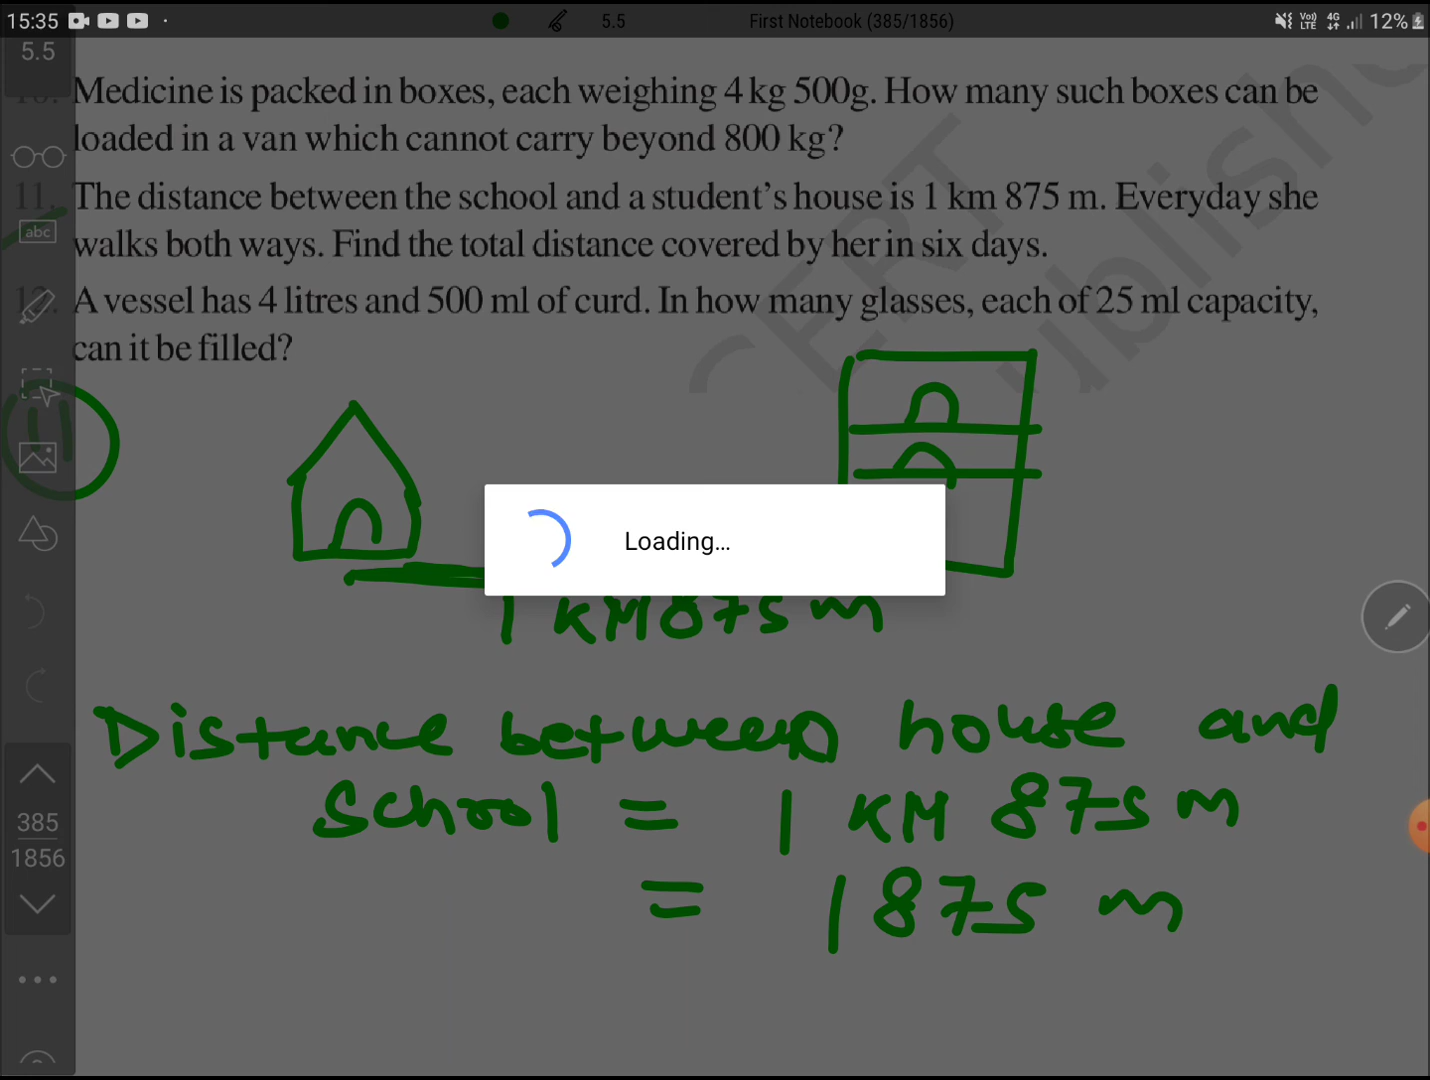 15:35 5.5 First Notebook (385/1856) Vo)) LTE 4G 12%
5.5
10. Medicine is packed in boxes, each weighing 4 kg 500g. How many such boxes can be
loaded in a van which cannot carry beyond 800 kg?
11. The distance between the school and a student's house is 1 km 875 m. Everyday she
abc
walks both ways. Find the total distance covered by her in six days.
12. A vessel has 4 litres and 500 ml of curd. In how many glasses, each of 25 ml capacity,
can it be filled?
11
Loading...
1 KM 875 m
Distance between house and
School = 1 KM 875 m
385
1856
= 1875 m